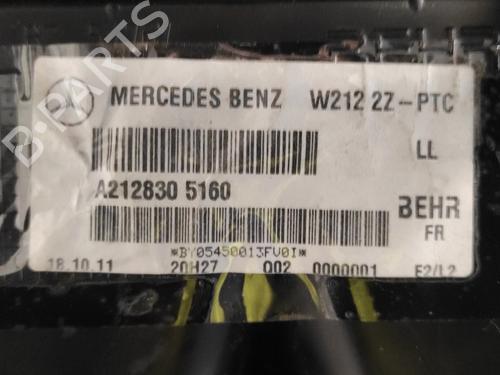 B-PARTS
MERCEDES BENZ W212 2Z-PTC
LL
A212830 5160
BEHR
FR
*BY05450013FV0I*
18.10.11 20H27 002 0000001 E2/L2